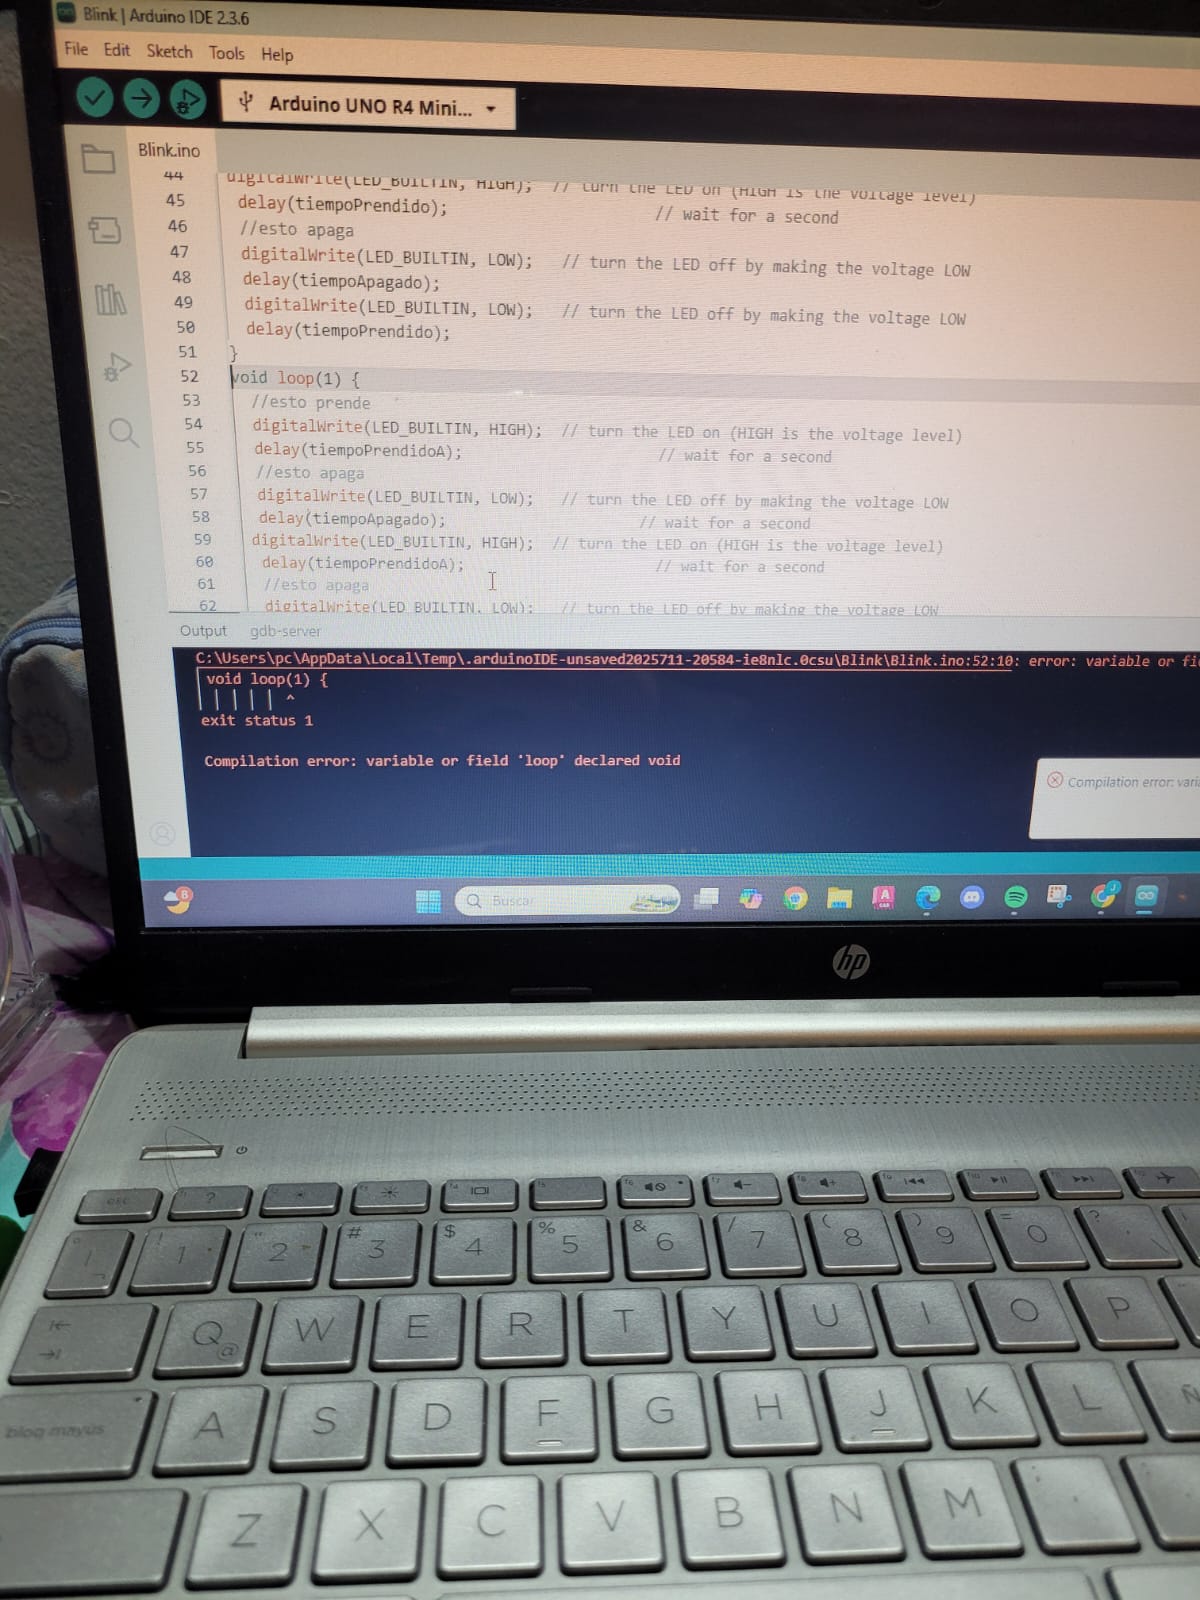 Blink | Arduino IDE 2.3.6
File Edit Sketch Tools Help
Arduino UNO R4 Mini...
Blink.ino
44 digitalWrite(LED_BUILTIN, HIGH); // turn the LED on (HIGH is the voltage level)
45 delay(tiempoPrendido); // wait for a second
46 //esto apaga
47 digitalWrite(LED_BUILTIN, LOW); // turn the LED off by making the voltage LOW
48 delay(tiempoApagado);
49 digitalWrite(LED_BUILTIN, LOW); // turn the LED off by making the voltage LOW
50 delay(tiempoPrendido);
51 }
52 void loop(1) {
53 //esto prende
54 digitalWrite(LED_BUILTIN, HIGH); // turn the LED on (HIGH is the voltage level)
55 delay(tiempoPrendidoA); // wait for a second
56 //esto apaga
57 digitalWrite(LED_BUILTIN, LOW); // turn the LED off by making the voltage LOW
58 delay(tiempoApagado); // wait for a second
59 digitalWrite(LED_BUILTIN, HIGH); // turn the LED on (HIGH is the voltage level)
60 delay(tiempoPrendidoA); // wait for a second
61 //esto apaga
62 digitalWrite(LED_BUILTIN, LOW); // turn the LED off by making the voltage LOW
Output gdb-server
C:\Users\pc\AppData\Local\Temp\.arduinoIDE-unsaved2025711-20584-ie8nlc.0csu\Blink\Blink.ino:52:10: error: variable or fi
void loop(1) {
^
exit status 1
Compilation error: variable or field 'loop' declared void
Compilation error: vari
8 Buscar
hp
esc
! 1 " 2 # 3 $ 4 % 5 & 6 / 7 ( 8 ) 9 = 0 ?
Q @ W E R T Y U I O P
bloq mayús A S D F G H J K L Ñ
Z X C V B N M